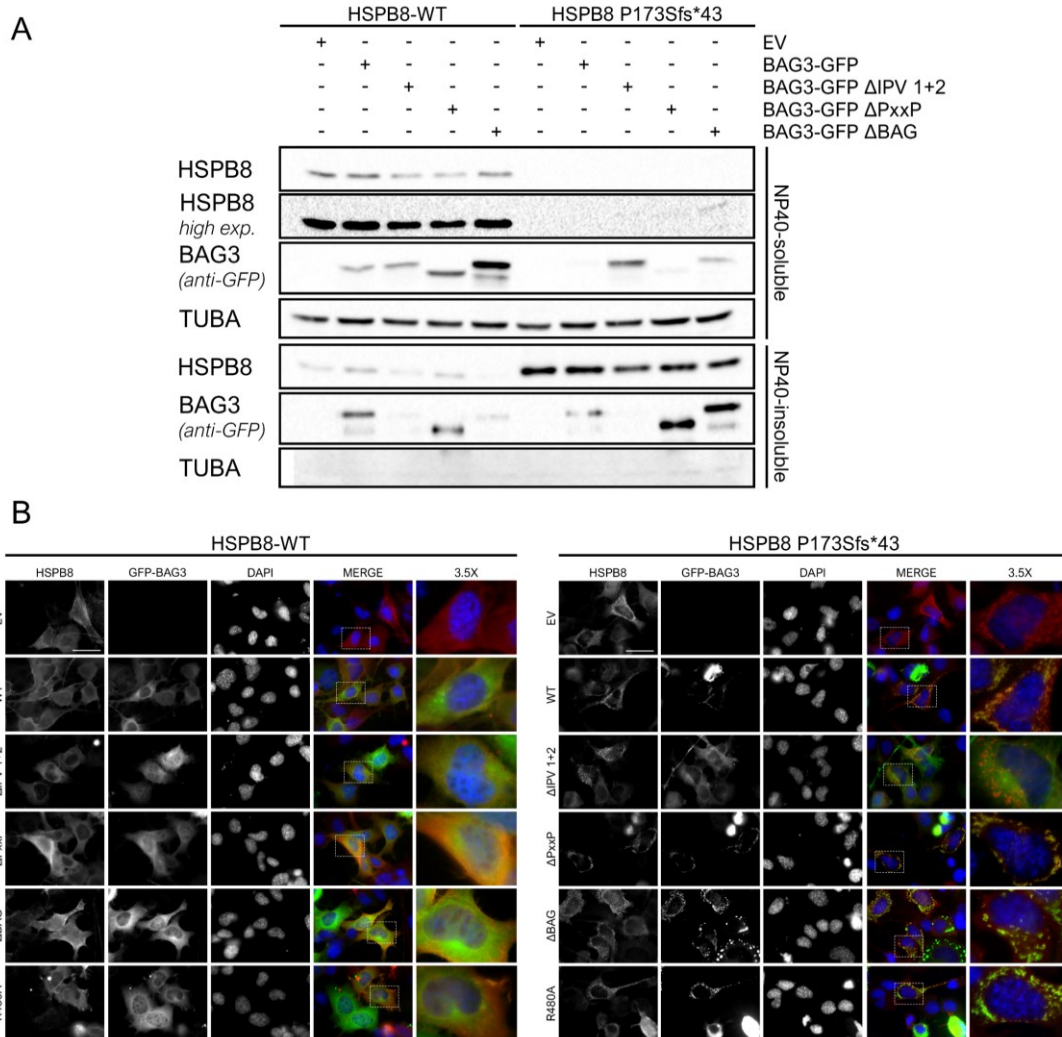 A
HSPB8-WT HSPB8 P173Sfs*43
+ - - - - + - - - - EV
- + - - - - + - - - BAG3-GFP
- - + - - - - + - - BAG3-GFP ΔIPV 1+2
- - - + - - - - + - BAG3-GFP ΔPxxP
- - - - + - - - - + BAG3-GFP ΔBAG
HSPB8
HSPB8
high exp.
BAG3
(anti-GFP)
TUBA
NP40-soluble
HSPB8
BAG3
(anti-GFP)
TUBA
NP40-insoluble
B
HSPB8-WT
HSPB8 GFP-BAG3 DAPI MERGE 3.5X
HSPB8 P173Sfs*43
HSPB8 GFP-BAG3 DAPI MERGE 3.5X
EV
WT
ΔIPV 1+2
ΔPxxP
ΔBAG
R480A